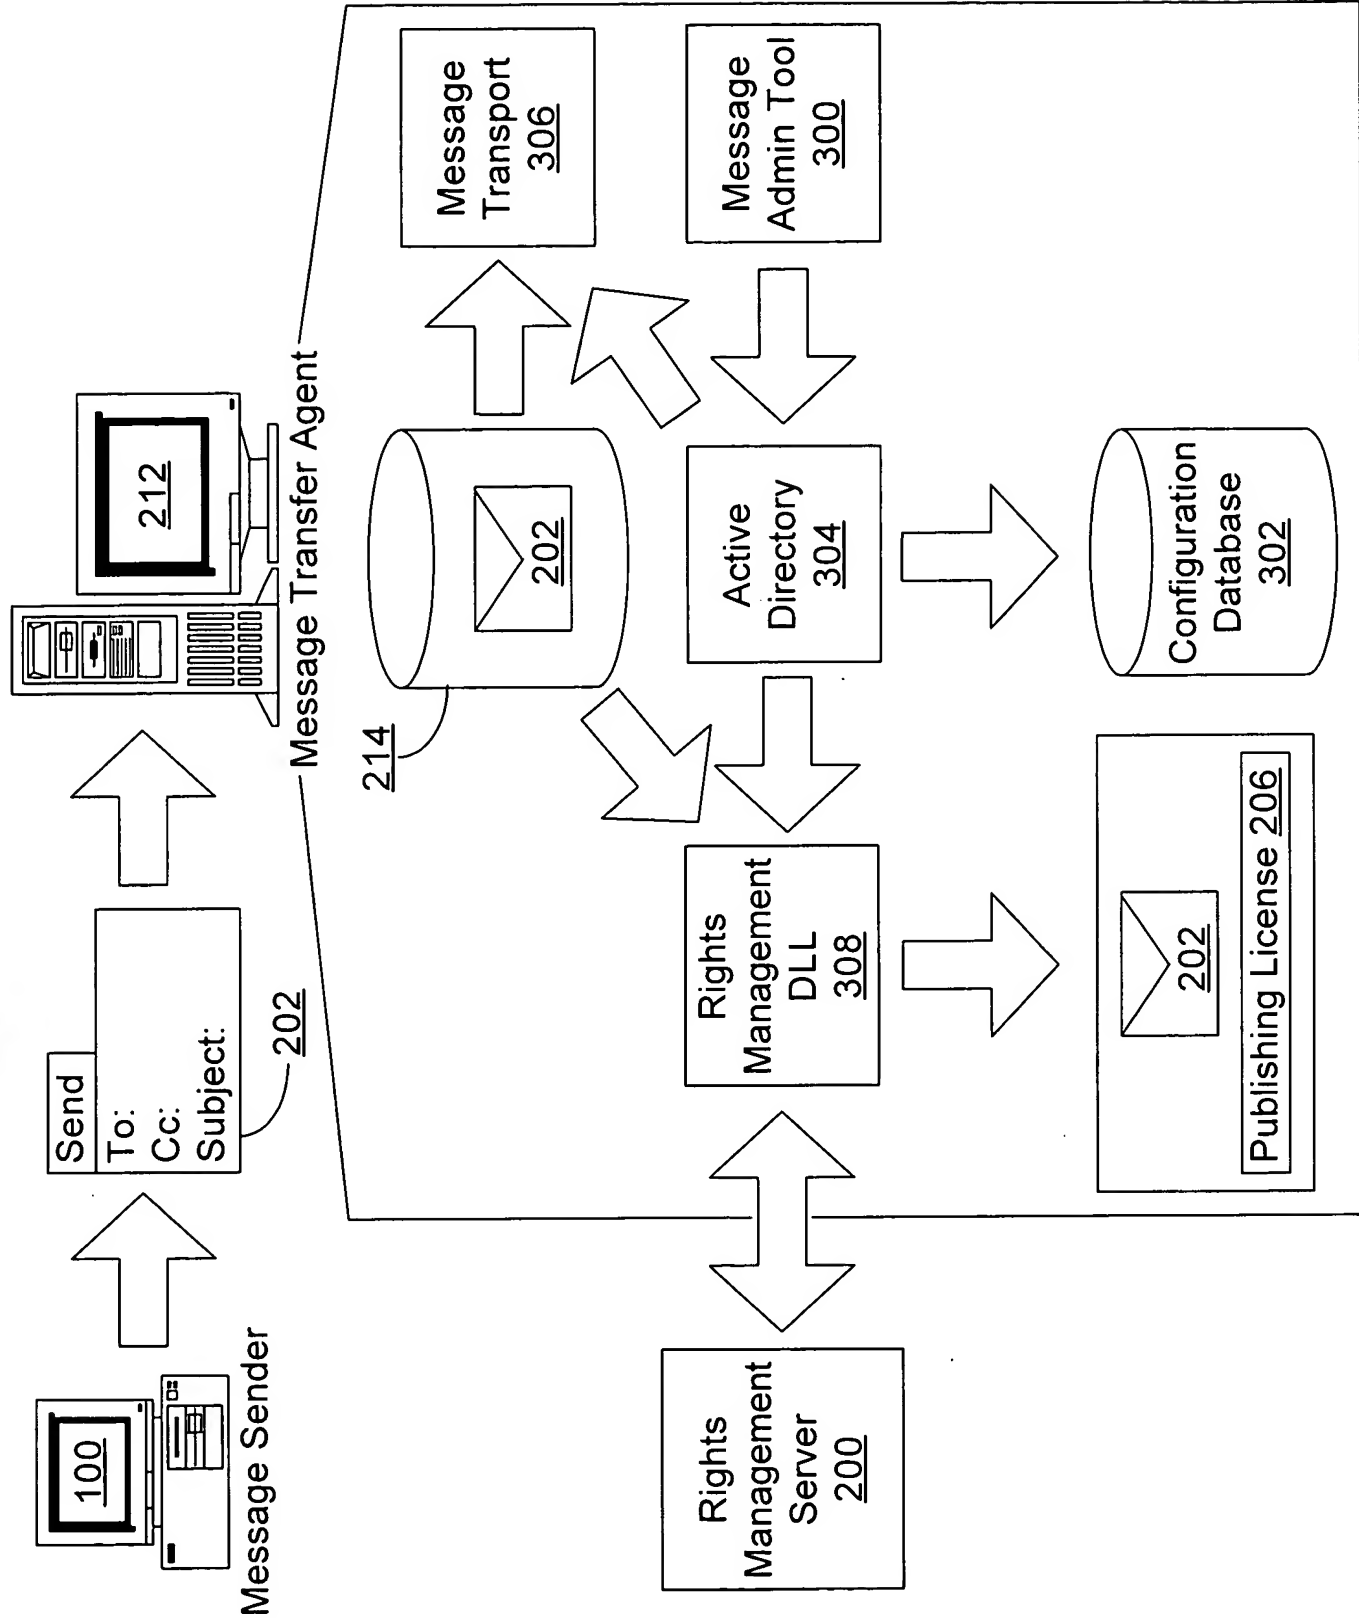 100
Message Sender
Send
To:
Cc:
Subject:
202
212
Message Transfer Agent
214
202
Message
Transport
306
Rights
Management
Server
200
Rights
Management
DLL
308
Active
Directory
304
Message
Admin Tool
300
202
Publishing License 206
Configuration
Database
302